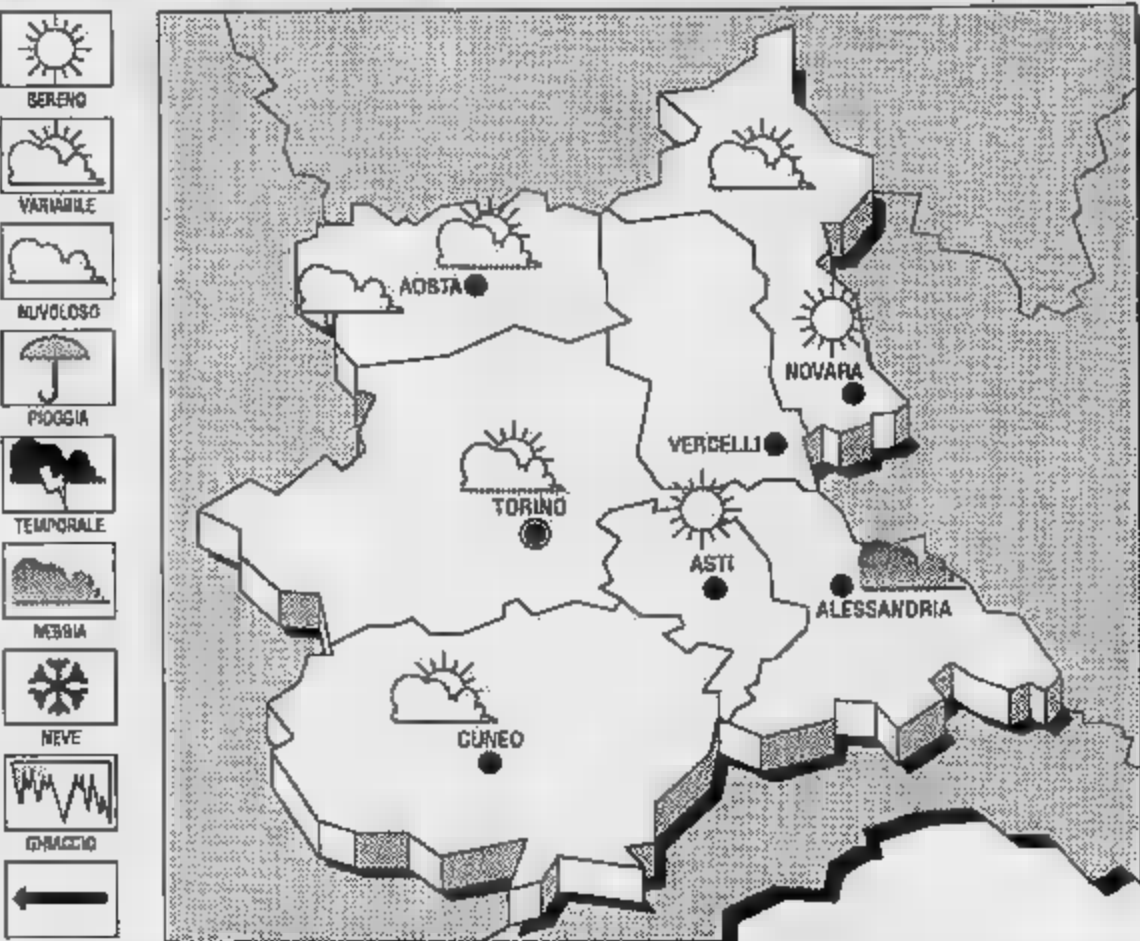 SERENO
VARIABILE
NUVOLOSO
PIOGGIA
TEMPORALE
NEBBIA
NEVE
GHIACCIO
AOSTA
NOVARA
VERCELLI
TORINO
ASTI
ALESSANDRIA
CUNEO